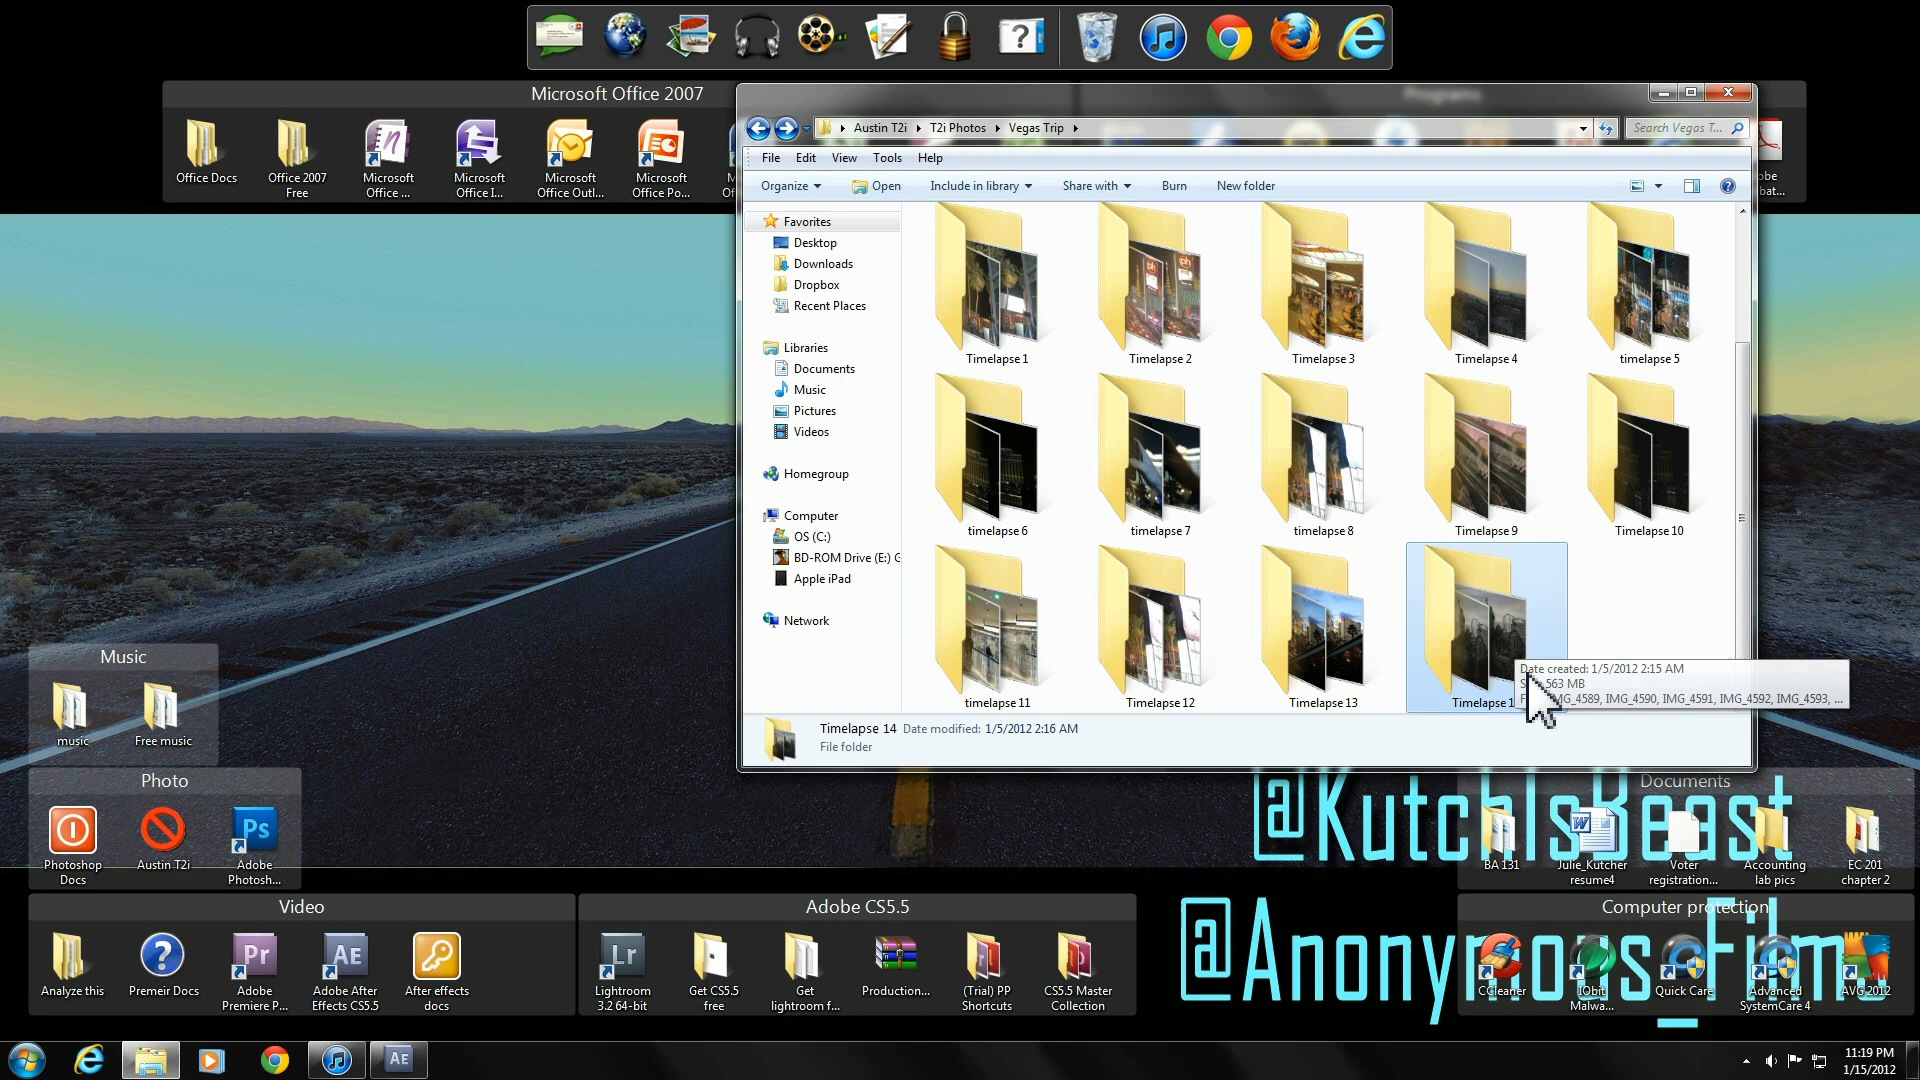 Microsoft Office 2007
Office Docs
Office 2007
Free
Microsoft
Office ...
Microsoft
Office I...
Microsoft
Office Outl...
Microsoft
Office Po...
Programs
Austin T2i
T2i Photos
Vegas Trip
Search Vegas T...
File
Edit
View
Tools
Help
Organize
Open
Include in library
Share with
Burn
New folder
Favorites
Desktop
Downloads
Dropbox
Recent Places
Libraries
Documents
Music
Pictures
Videos
Homegroup
Computer
OS (C:)
BD-ROM Drive (E:) G
Apple iPad
Network
Timelapse 1
Timelapse 2
Timelapse 3
Timelapse 4
timelapse 5
timelapse 6
timelapse 7
timelapse 8
Timelapse 9
Timelapse 10
timelapse 11
Timelapse 12
Timelapse 13
Timelapse 1
Date created: 1/5/2012 2:15 AM
563 MB
IMG_4589, IMG_4590, IMG_4591, IMG_4592, IMG_4593, ...
Timelapse 14 Date modified: 1/5/2012 2:16 AM
File folder
Music
music
Free music
Photo
Photoshop
Docs
Austin T2i
Ps
Adobe
Photosh...
@KutchIsBeast
Documents
BA 131
Julie_Kutcher
resume4
Voter
registration...
Accounting
lab pics
EC 201
chapter 2
Video
Analyze this
Premeir Docs
Pr
Adobe
Premiere P...
AE
Adobe After
Effects CS5.5
After effects
docs
Adobe CS5.5
Lr
Lightroom
3.2 64-bit
Get CS5.5
free
Get
lightroom f...
Production...
(Trial) PP
Shortcuts
CS5.5 Master
Collection
@Anonymous_Films
Computer protection
CCleaner
IObit
Malwa...
Quick Care
Advanced
SystemCare 4
AVG 2012
AE
11:19 PM
1/15/2012